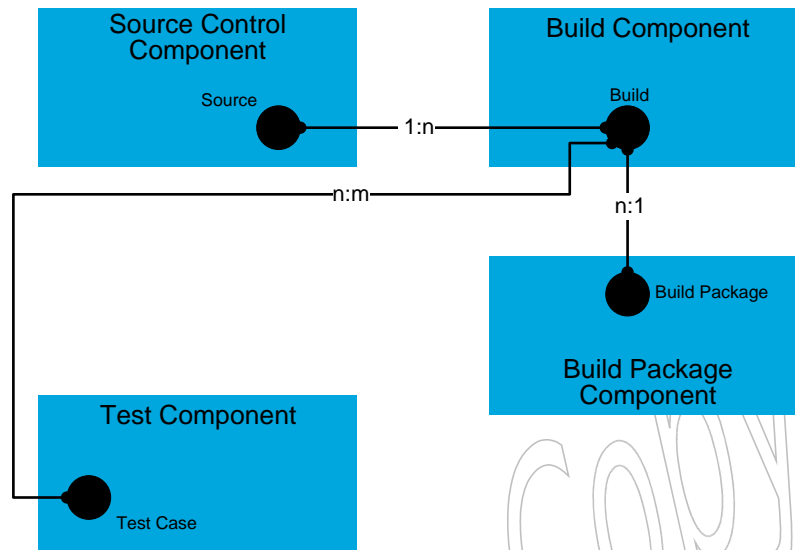 Source Control
Component
Source
Build Component
Build
1:n
n:m
n:1
Build Package
Build Package
Component
Test Component
Test Case
copy